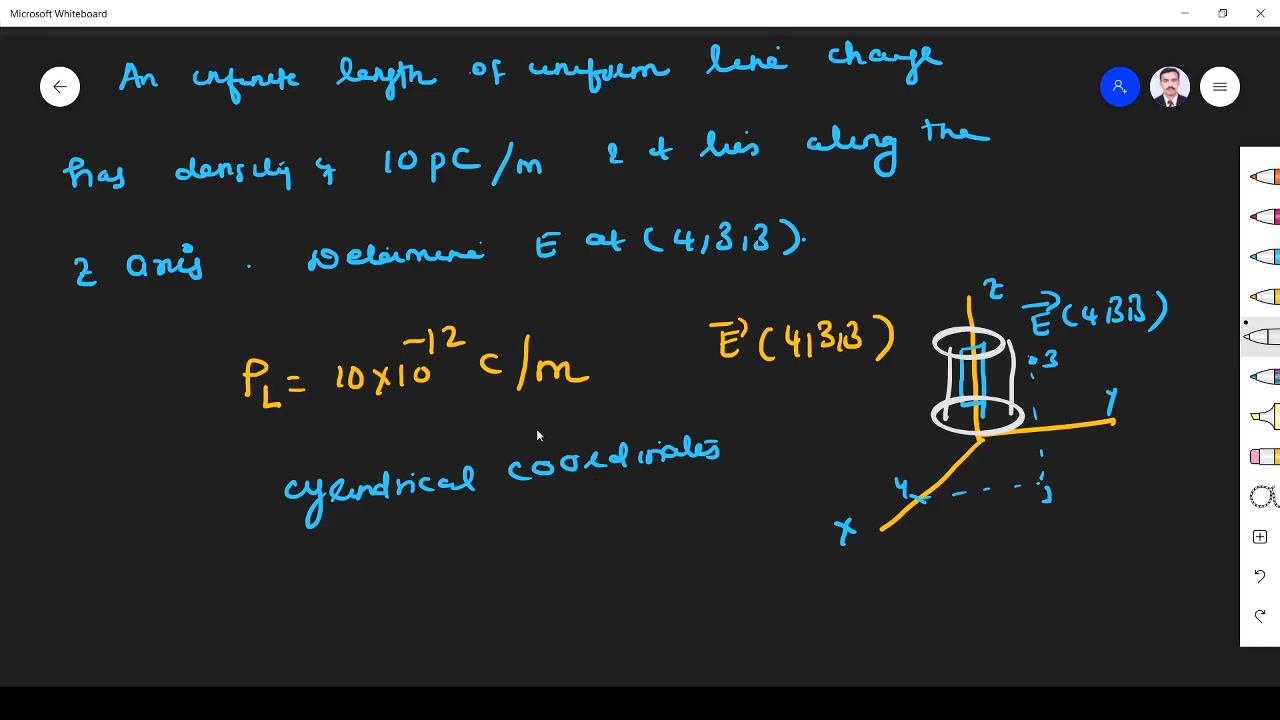 Microsoft Whiteboard
An infinite length of uniform line charge
has density of 10 pC/m & it lies along the
z axis. Determine E at (4,3,3).
ρL = 10×10⁻¹² C/m
E⃗ (4,3,3)
z
E⃗ (4,3,3)
3
y
4
3
x
cylindrical coordinates